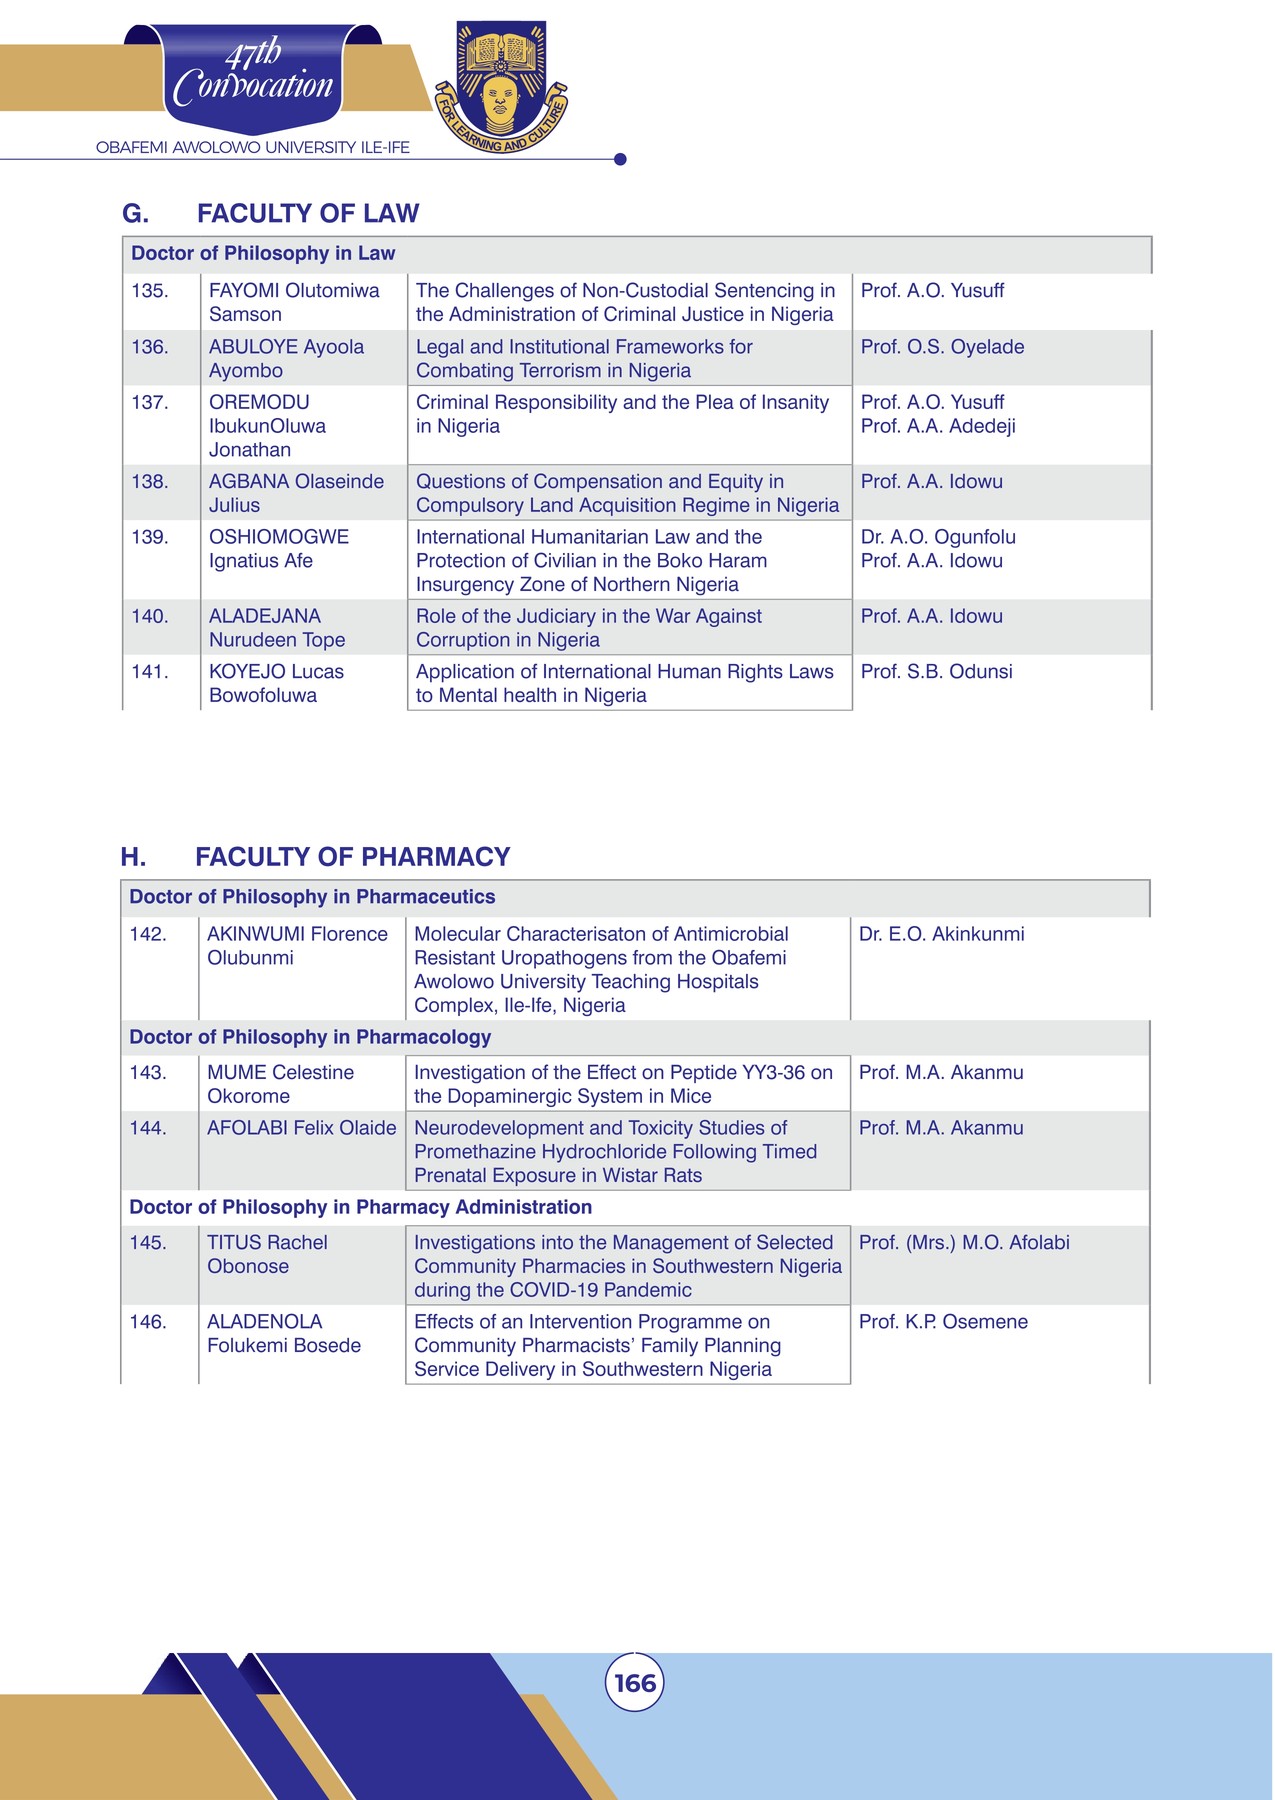 47th
Convocation
FOR LEARNING AND CULTURE
OBAFEMI AWOLOWO UNIVERSITY ILE-IFE
G. FACULTY OF LAW
Doctor of Philosophy in Law
135. FAYOMI Olutomiwa The Challenges of Non-Custodial Sentencing in Prof. A.O. Yusuff
Samson the Administration of Criminal Justice in Nigeria
136. ABULOYE Ayoola Legal and Institutional Frameworks for Prof. O.S. Oyelade
Ayombo Combating Terrorism in Nigeria
137. OREMODU Criminal Responsibility and the Plea of Insanity Prof. A.O. Yusuff
IbukunOluwa in Nigeria Prof. A.A. Adedeji
Jonathan
138. AGBANA Olaseinde Questions of Compensation and Equity in Prof. A.A. Idowu
Julius Compulsory Land Acquisition Regime in Nigeria
139. OSHIOMOGWE International Humanitarian Law and the Dr. A.O. Ogunfolu
Ignatius Afe Protection of Civilian in the Boko Haram Prof. A.A. Idowu
Insurgency Zone of Northern Nigeria
140. ALADEJANA Role of the Judiciary in the War Against Prof. A.A. Idowu
Nurudeen Tope Corruption in Nigeria
141. KOYEJO Lucas Application of International Human Rights Laws Prof. S.B. Odunsi
Bowofoluwa to Mental health in Nigeria
H. FACULTY OF PHARMACY
Doctor of Philosophy in Pharmaceutics
142. AKINWUMI Florence Molecular Characterisaton of Antimicrobial Dr. E.O. Akinkunmi
Olubunmi Resistant Uropathogens from the Obafemi
Awolowo University Teaching Hospitals
Complex, Ile-Ife, Nigeria
Doctor of Philosophy in Pharmacology
143. MUME Celestine Investigation of the Effect on Peptide YY3-36 on Prof. M.A. Akanmu
Okorome the Dopaminergic System in Mice
144. AFOLABI Felix Olaide Neurodevelopment and Toxicity Studies of Prof. M.A. Akanmu
Promethazine Hydrochloride Following Timed
Prenatal Exposure in Wistar Rats
Doctor of Philosophy in Pharmacy Administration
145. TITUS Rachel Investigations into the Management of Selected Prof. (Mrs.) M.O. Afolabi
Obonose Community Pharmacies in Southwestern Nigeria
during the COVID-19 Pandemic
146. ALADENOLA Effects of an Intervention Programme on Prof. K.P. Osemene
Folukemi Bosede Community Pharmacists’ Family Planning
Service Delivery in Southwestern Nigeria
166